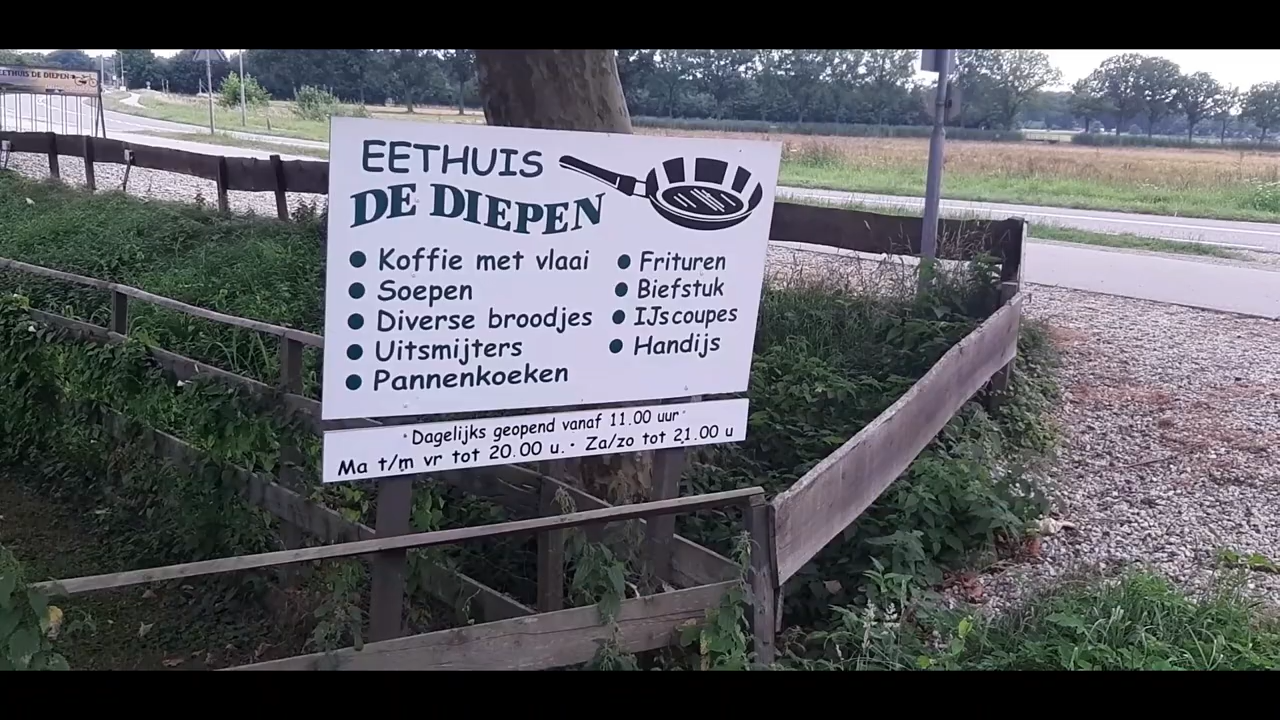 EETHUIS DE DIEPEN
EETHUIS
DE DIEPEN
• Koffie met vlaai
• Soepen
• Diverse broodjes
• Uitsmijters
• Pannenkoeken
• Frituren
• Biefstuk
• IJscoupes
• Handijs
Dagelijks geopend vanaf 11.00 uur
Ma t/m vr tot 20.00 u. • Za/zo tot 21.00 u